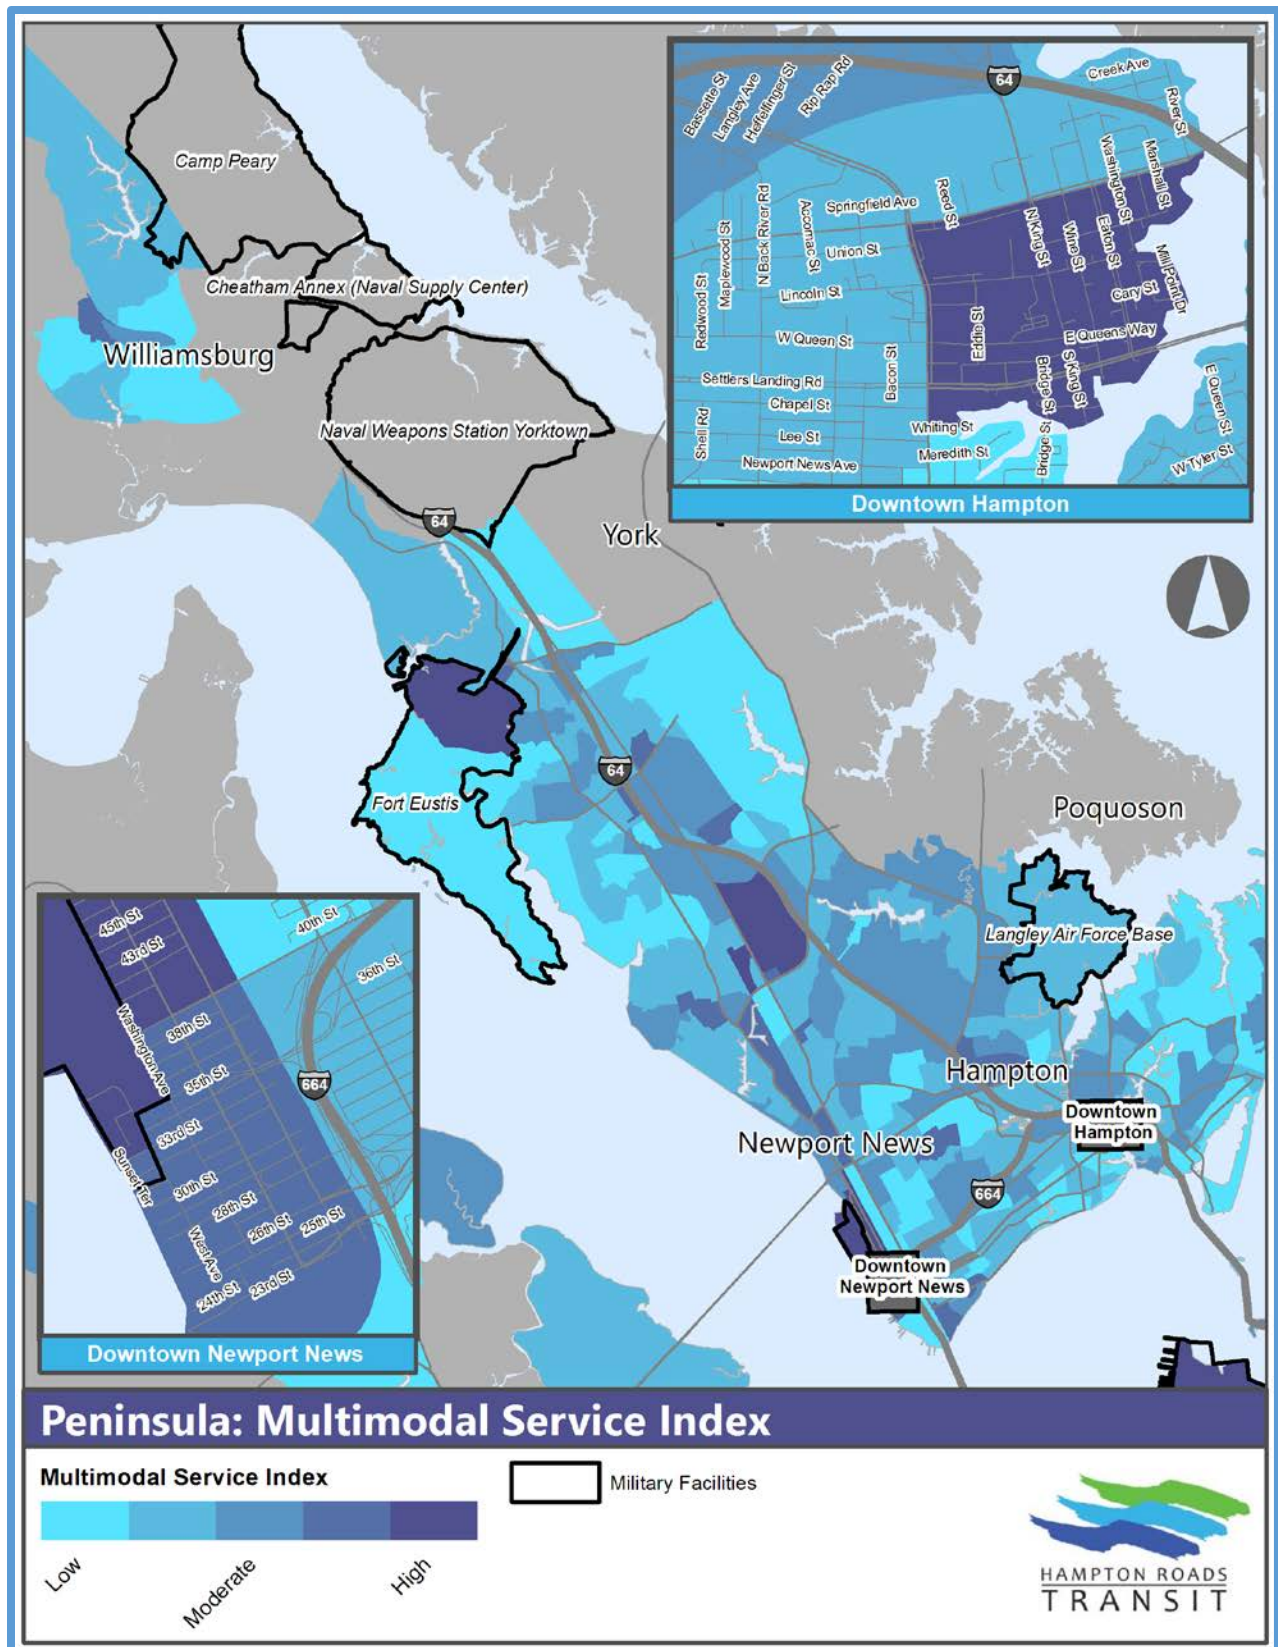 Camp Peary
Cheatham Annex (Naval Supply Center)
Williamsburg
Naval Weapons Station Yorktown
64
York
64
Fort Eustis
Poquoson
Langley Air Force Base
Hampton
Downtown
Hampton
Newport News
664
Downtown
Newport News
Bassette St
Langley Ave
Heffelfinger St
Rip Rap Rd
64
Creek Ave
River St
Marshall St
Washington St
Reed St
Springfield Ave
N Back River Rd
Accomac St
Maplewood St
Union St
N King St
Wine St
Eaton St
Mill Point Dr
Cary St
Lincoln St
Redwood St
Eddie St
W Queen St
E Queens Way
Bacon St
Settlers Landing Rd
Bridge St
S King St
E Queen St
Chapel St
Shell Rd
Whiting St
Lee St
Meredith St
Bridge St
Newport News Ave
W Tyler St
Downtown Hampton
45th St
40th St
43rd St
36th St
Washington Ave
38th St
35th St
664
33rd St
Sunset Ter
30th St
28th St
26th St
25th St
West Ave
24th St
23rd St
Downtown Newport News
Peninsula: Multimodal Service Index
Multimodal Service Index
Low
Moderate
High
Military Facilities
HAMPTON ROADS
TRANSIT